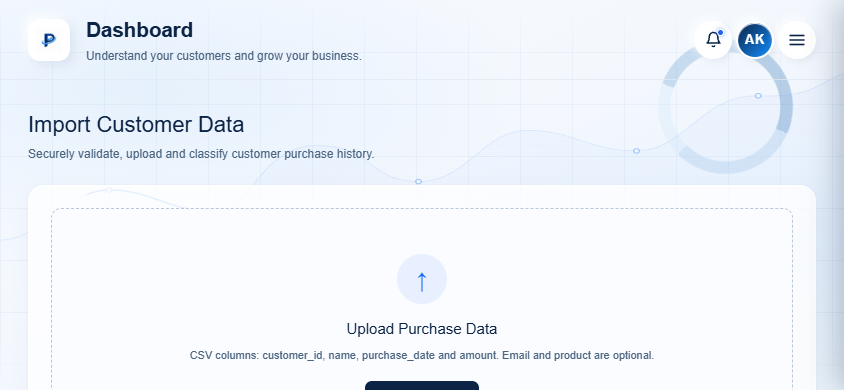 P
Dashboard
Understand your customers and grow your business.
AK
Import Customer Data
Securely validate, upload and classify customer purchase history.
↑
Upload Purchase Data
CSV columns: customer_id, name, purchase_date and amount. Email and product are optional.